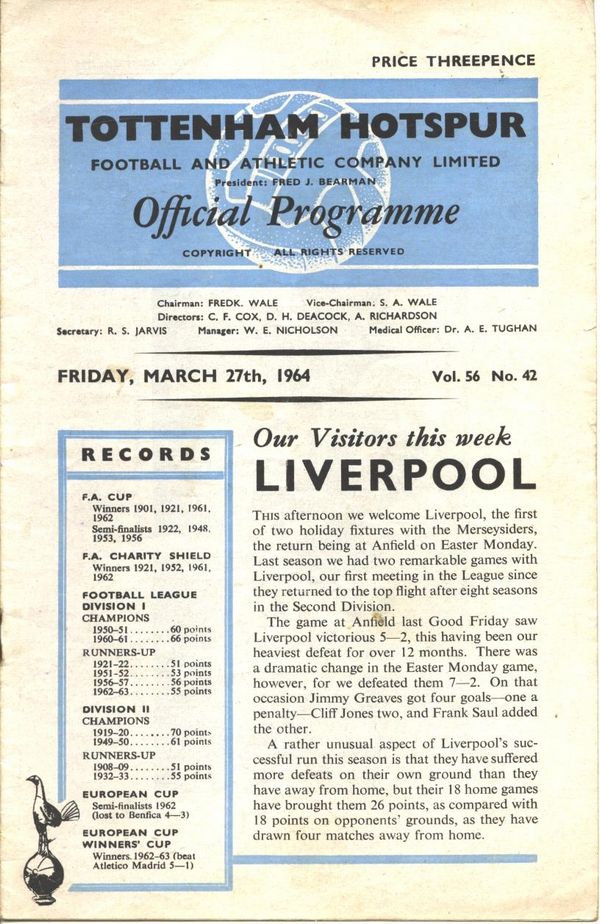 PRICE THREEPENCE
TOTTENHAM HOTSPUR
FOOTBALL AND ATHLETIC COMPANY LIMITED
President: FRED J. BEARMAN
Official Programme
COPYRIGHT ALL RIGHTS RESERVED
Chairman: FREDK. WALE Vice-Chairman: S. A. WALE
Directors: C. F. COX, D. H. DEACOCK, A. RICHARDSON
Secretary: R. S. JARVIS Manager: W. E. NICHOLSON Medical Officer: Dr. A. E. TUGHAN
FRIDAY, MARCH 27th, 1964 Vol. 56 No. 42
RECORDS
F.A. CUP
Winners 1901, 1921, 1961,
1962
Semi-finalists 1922, 1948,
1953, 1956
F.A. CHARITY SHIELD
Winners 1921, 1952, 1961,
1962
FOOTBALL LEAGUE
DIVISION I
CHAMPIONS
1950-51........60 points
1960-61........66 points
RUNNERS-UP
1921-22........51 points
1951-52........53 points
1956-57........56 points
1962-63........55 points
DIVISION II
CHAMPIONS
1919-20........70 points
1949-50........61 points
RUNNERS-UP
1908-09........51 points
1932-33........55 points
EUROPEAN CUP
Semi-finalists 1962
(lost to Benfica 4—3)
EUROPEAN CUP
WINNERS' CUP
Winners. 1962-63 (beat
Atletico Madrid 5—1)
Our Visitors this week
LIVERPOOL
THIS afternoon we welcome Liverpool, the first
of two holiday fixtures with the Merseysiders,
the return being at Anfield on Easter Monday.
Last season we had two remarkable games with
Liverpool, our first meeting in the League since
they returned to the top flight after eight seasons
in the Second Division.
The game at Anfield last Good Friday saw
Liverpool victorious 5—2, this having been our
heaviest defeat for over 12 months. There was
a dramatic change in the Easter Monday game,
however, for we defeated them 7—2. On that
occasion Jimmy Greaves got four goals—one a
penalty—Cliff Jones two, and Frank Saul added
the other.
A rather unusual aspect of Liverpool's suc-
cessful run this season is that they have suffered
more defeats on their own ground than they
have away from home, but their 18 home games
have brought them 26 points, as compared with
18 points on opponents' grounds, as they have
drawn four matches away from home.